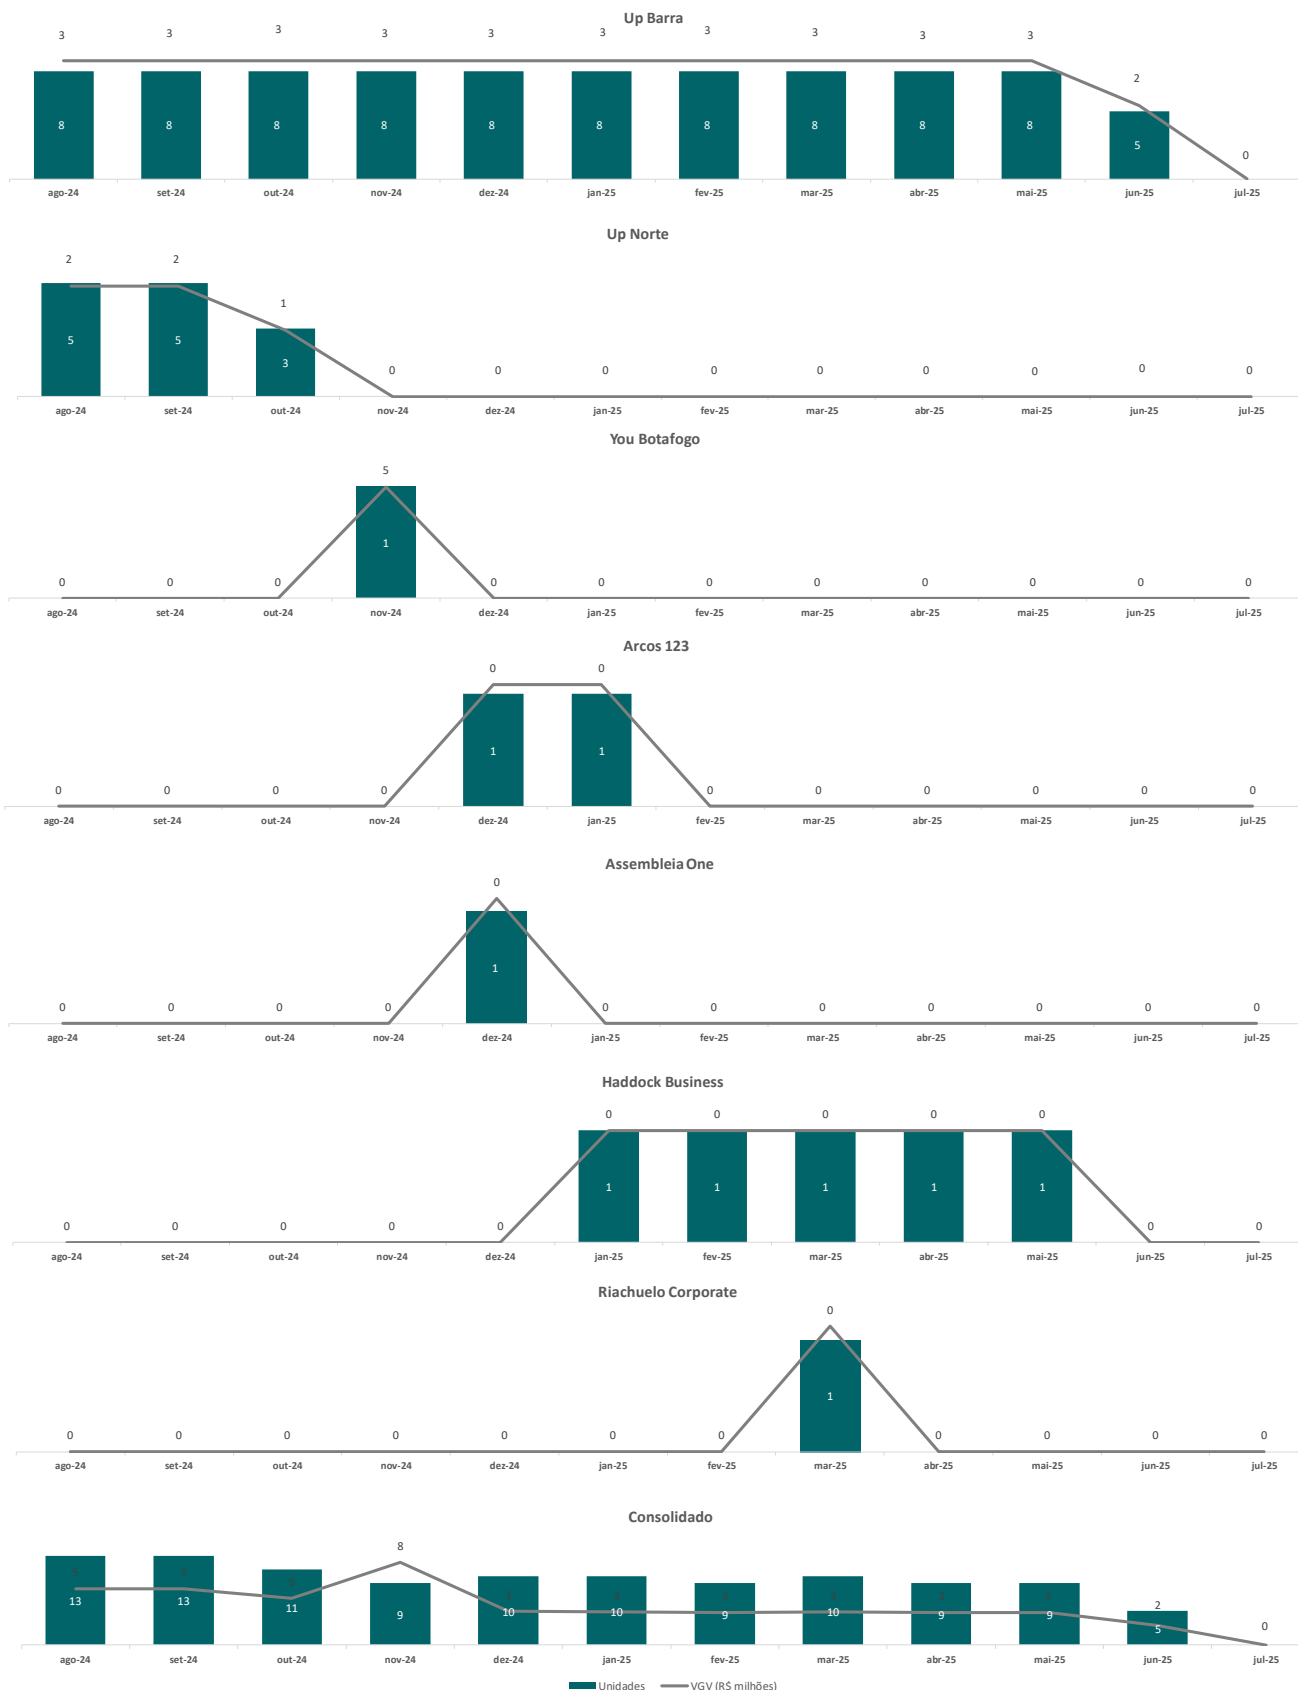 Up Barra
3 3 3 3 3 3 3 3 3 3 2 0
8 8 8 8 8 8 8 8 8 8 5
ago-24 set-24 out-24 nov-24 dez-24 jan-25 fev-25 mar-25 abr-25 mai-25 jun-25 jul-25
Up Norte
2 2 1 0 0 0 0 0 0 0 0 0
5 5 3
ago-24 set-24 out-24 nov-24 dez-24 jan-25 fev-25 mar-25 abr-25 mai-25 jun-25 jul-25
You Botafogo
5
1
0 0 0 0 0 0 0 0 0 0 0
ago-24 set-24 out-24 nov-24 dez-24 jan-25 fev-25 mar-25 abr-25 mai-25 jun-25 jul-25
Arcos 123
0 0
1 1
0 0 0 0 0 0 0 0 0 0
ago-24 set-24 out-24 nov-24 dez-24 jan-25 fev-25 mar-25 abr-25 mai-25 jun-25 jul-25
Assembleia One
0
1
0 0 0 0 0 0 0 0 0 0 0
ago-24 set-24 out-24 nov-24 dez-24 jan-25 fev-25 mar-25 abr-25 mai-25 jun-25 jul-25
Haddock Business
0 0 0 0 0
1 1 1 1 1
0 0 0 0 0 0 0
ago-24 set-24 out-24 nov-24 dez-24 jan-25 fev-25 mar-25 abr-25 mai-25 jun-25 jul-25
Riachuelo Corporate
0
1
0 0 0 0 0 0 0 0 0 0 0
ago-24 set-24 out-24 nov-24 dez-24 jan-25 fev-25 mar-25 abr-25 mai-25 jun-25 jul-25
Consolidado
8 2 0
13 13 11 9 10 10 9 10 9 9 5
ago-24 set-24 out-24 nov-24 dez-24 jan-25 fev-25 mar-25 abr-25 mai-25 jun-25 jul-25
Unidades VGV (R$ milhões)